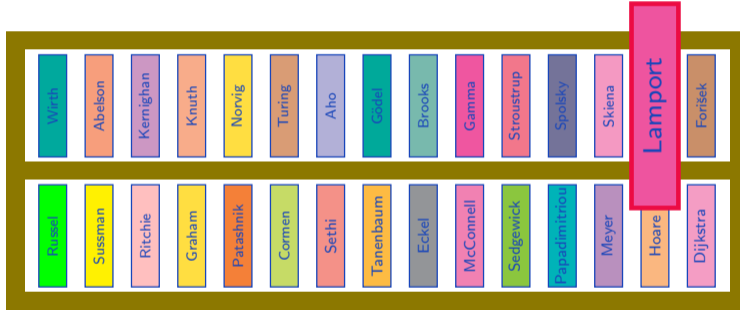 Wirth
Abelson
Kernighan
Knuth
Norvig
Turing
Aho
Gödel
Brooks
Gamma
Stroustrup
Spolsky
Skiena
Lamport
Forišek
Russel
Sussman
Ritchie
Graham
Patashnik
Cormen
Sethi
Tanenbaum
Eckel
McConnell
Sedgewick
Papadimitriou
Meyer
Hoare
Dijkstra